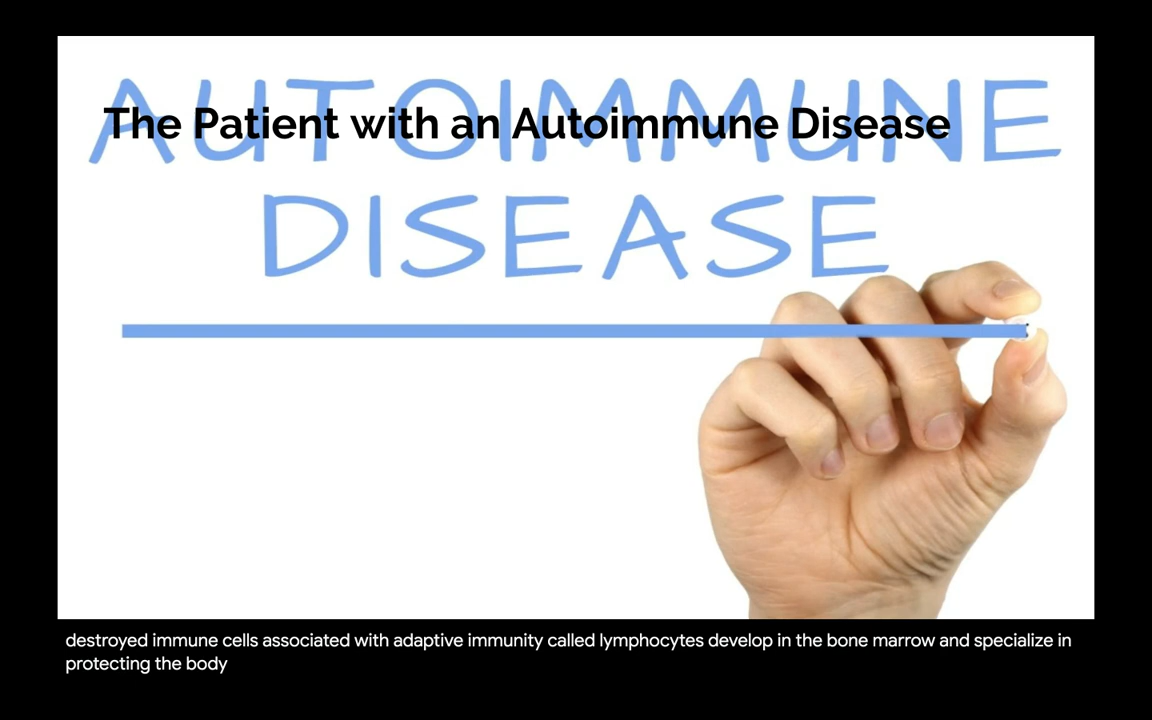 The Patient with an Autoimmune Disease
AUTOIMMUNE
DISEASE
destroyed immune cells associated with adaptive immunity called lymphocytes develop in the bone marrow and specialize in
protecting the body